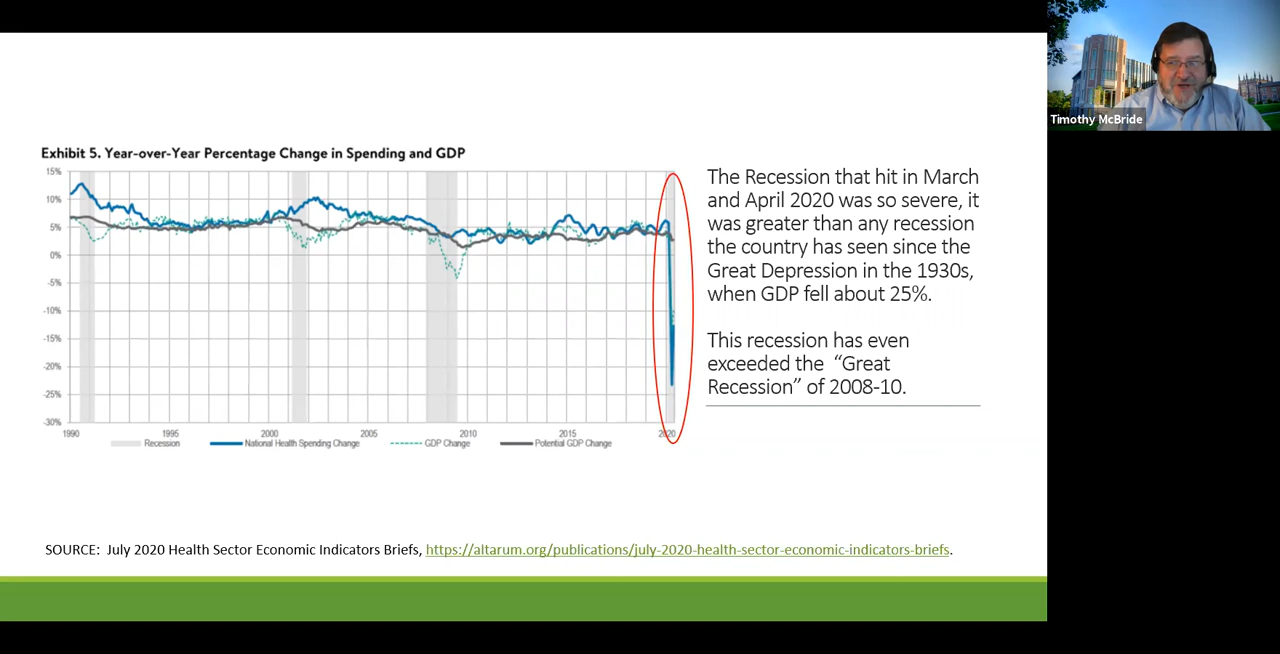 Timothy McBride
Exhibit 5. Year-over-Year Percentage Change in Spending and GDP
15%
10%
5%
0%
-5%
-10%
-15%
-20%
-25%
-30%
1990 1995 2000 2005 2010 2015 2020
Recession National Health Spending Change GDP Change Potential GDP Change
The Recession that hit in March
and April 2020 was so severe, it
was greater than any recession
the country has seen since the
Great Depression in the 1930s,
when GDP fell about 25%.
This recession has even
exceeded the “Great
Recession” of 2008-10.
SOURCE: July 2020 Health Sector Economic Indicators Briefs, https://altarum.org/publications/july-2020-health-sector-economic-indicators-briefs.